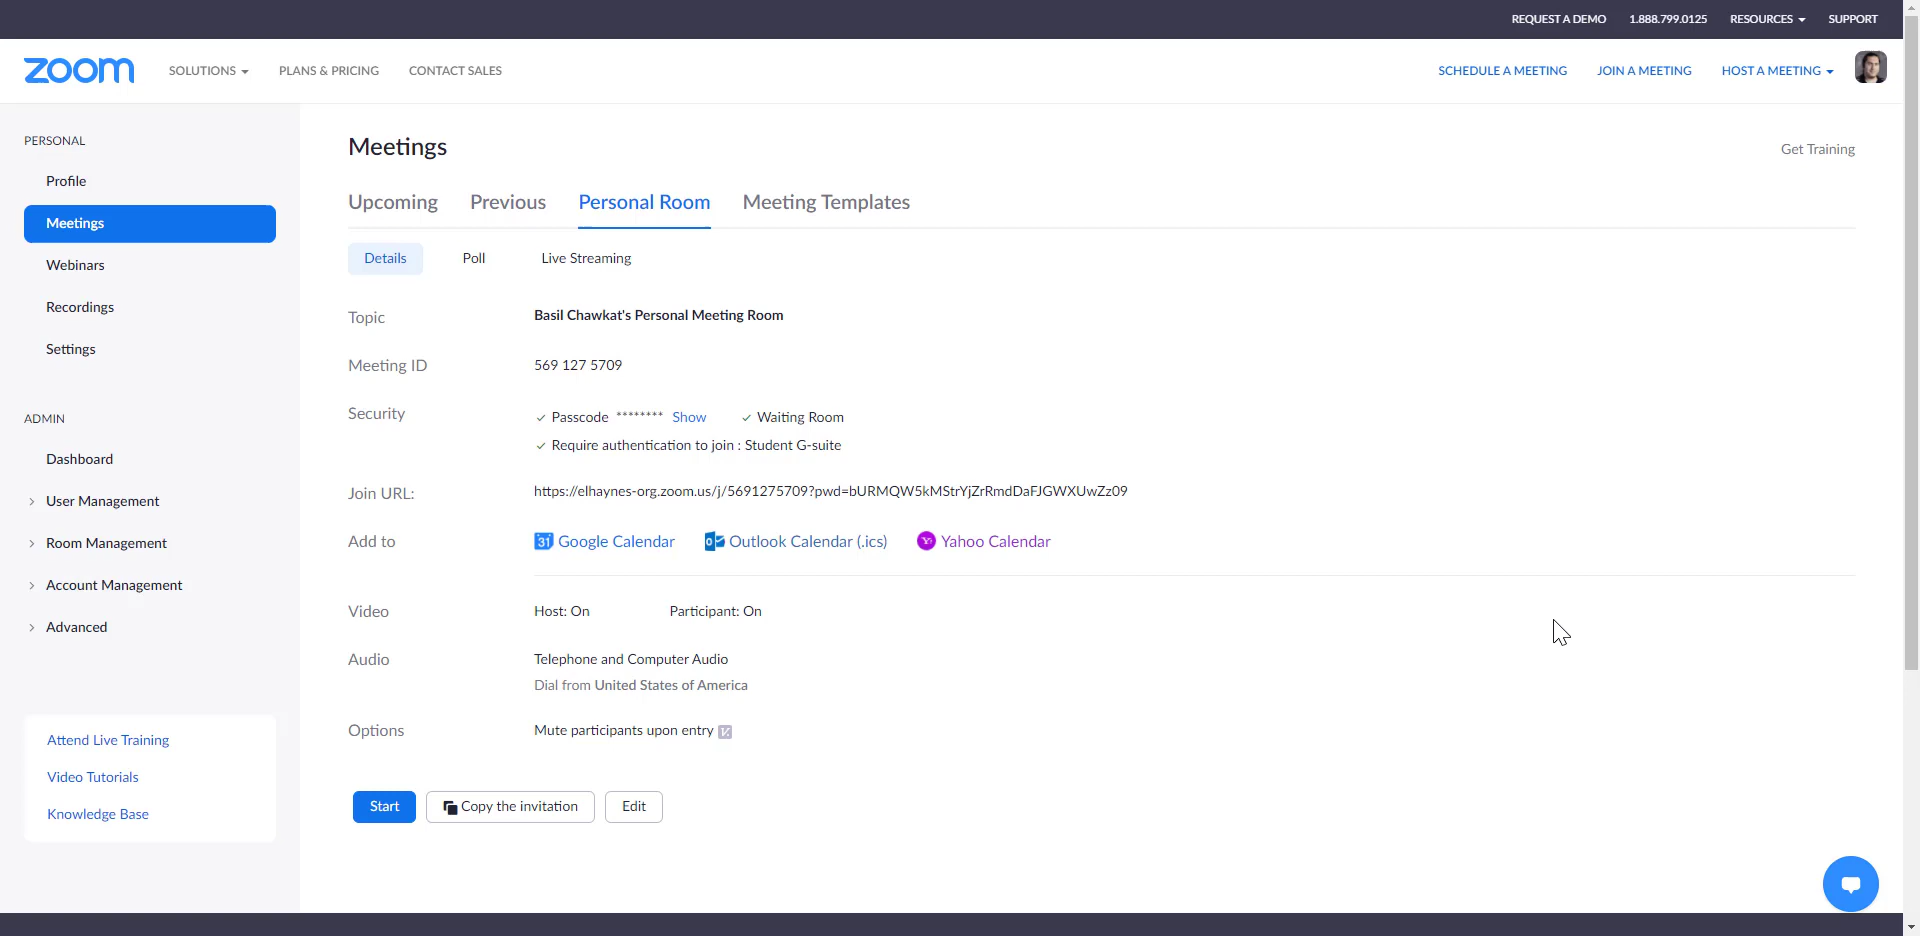 REQUEST A DEMO 1.888.799.0125 RESOURCES SUPPORT
zoom SOLUTIONS PLANS & PRICING CONTACT SALES SCHEDULE A MEETING JOIN A MEETING HOST A MEETING
PERSONAL
Profile
Meetings
Webinars
Recordings
Settings
ADMIN
Dashboard
User Management
Room Management
Account Management
Advanced
Attend Live Training
Video Tutorials
Knowledge Base
Meetings
Get Training
Upcoming Previous Personal Room Meeting Templates
Details Poll Live Streaming
Topic Basil Chawkat's Personal Meeting Room
Meeting ID 569 127 5709
Security Passcode ******** Show Waiting Room
Require authentication to join : Student G-suite
Join URL: https://elhaynes-org.zoom.us/j/5691275709?pwd=bURMQW5kMStrYjZrRmdDaFJGWXUwZz09
Add to 31 Google Calendar Outlook Calendar (.ics) Yahoo Calendar
Video Host: On Participant: On
Audio Telephone and Computer Audio
Dial from United States of America
Options Mute participants upon entry
Start Copy the invitation Edit